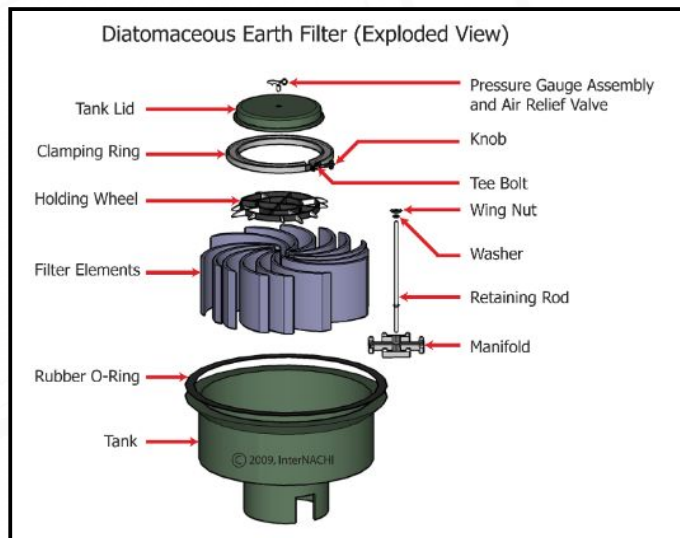 Diatomaceous Earth Filter (Exploded View)
Pressure Gauge Assembly
and Air Relief Valve
Tank Lid
Knob
Clamping Ring
Tee Bolt
Holding Wheel
Wing Nut
Washer
Filter Elements
Retaining Rod
Manifold
Rubber O-Ring
Tank
© 2009, InterNACHI